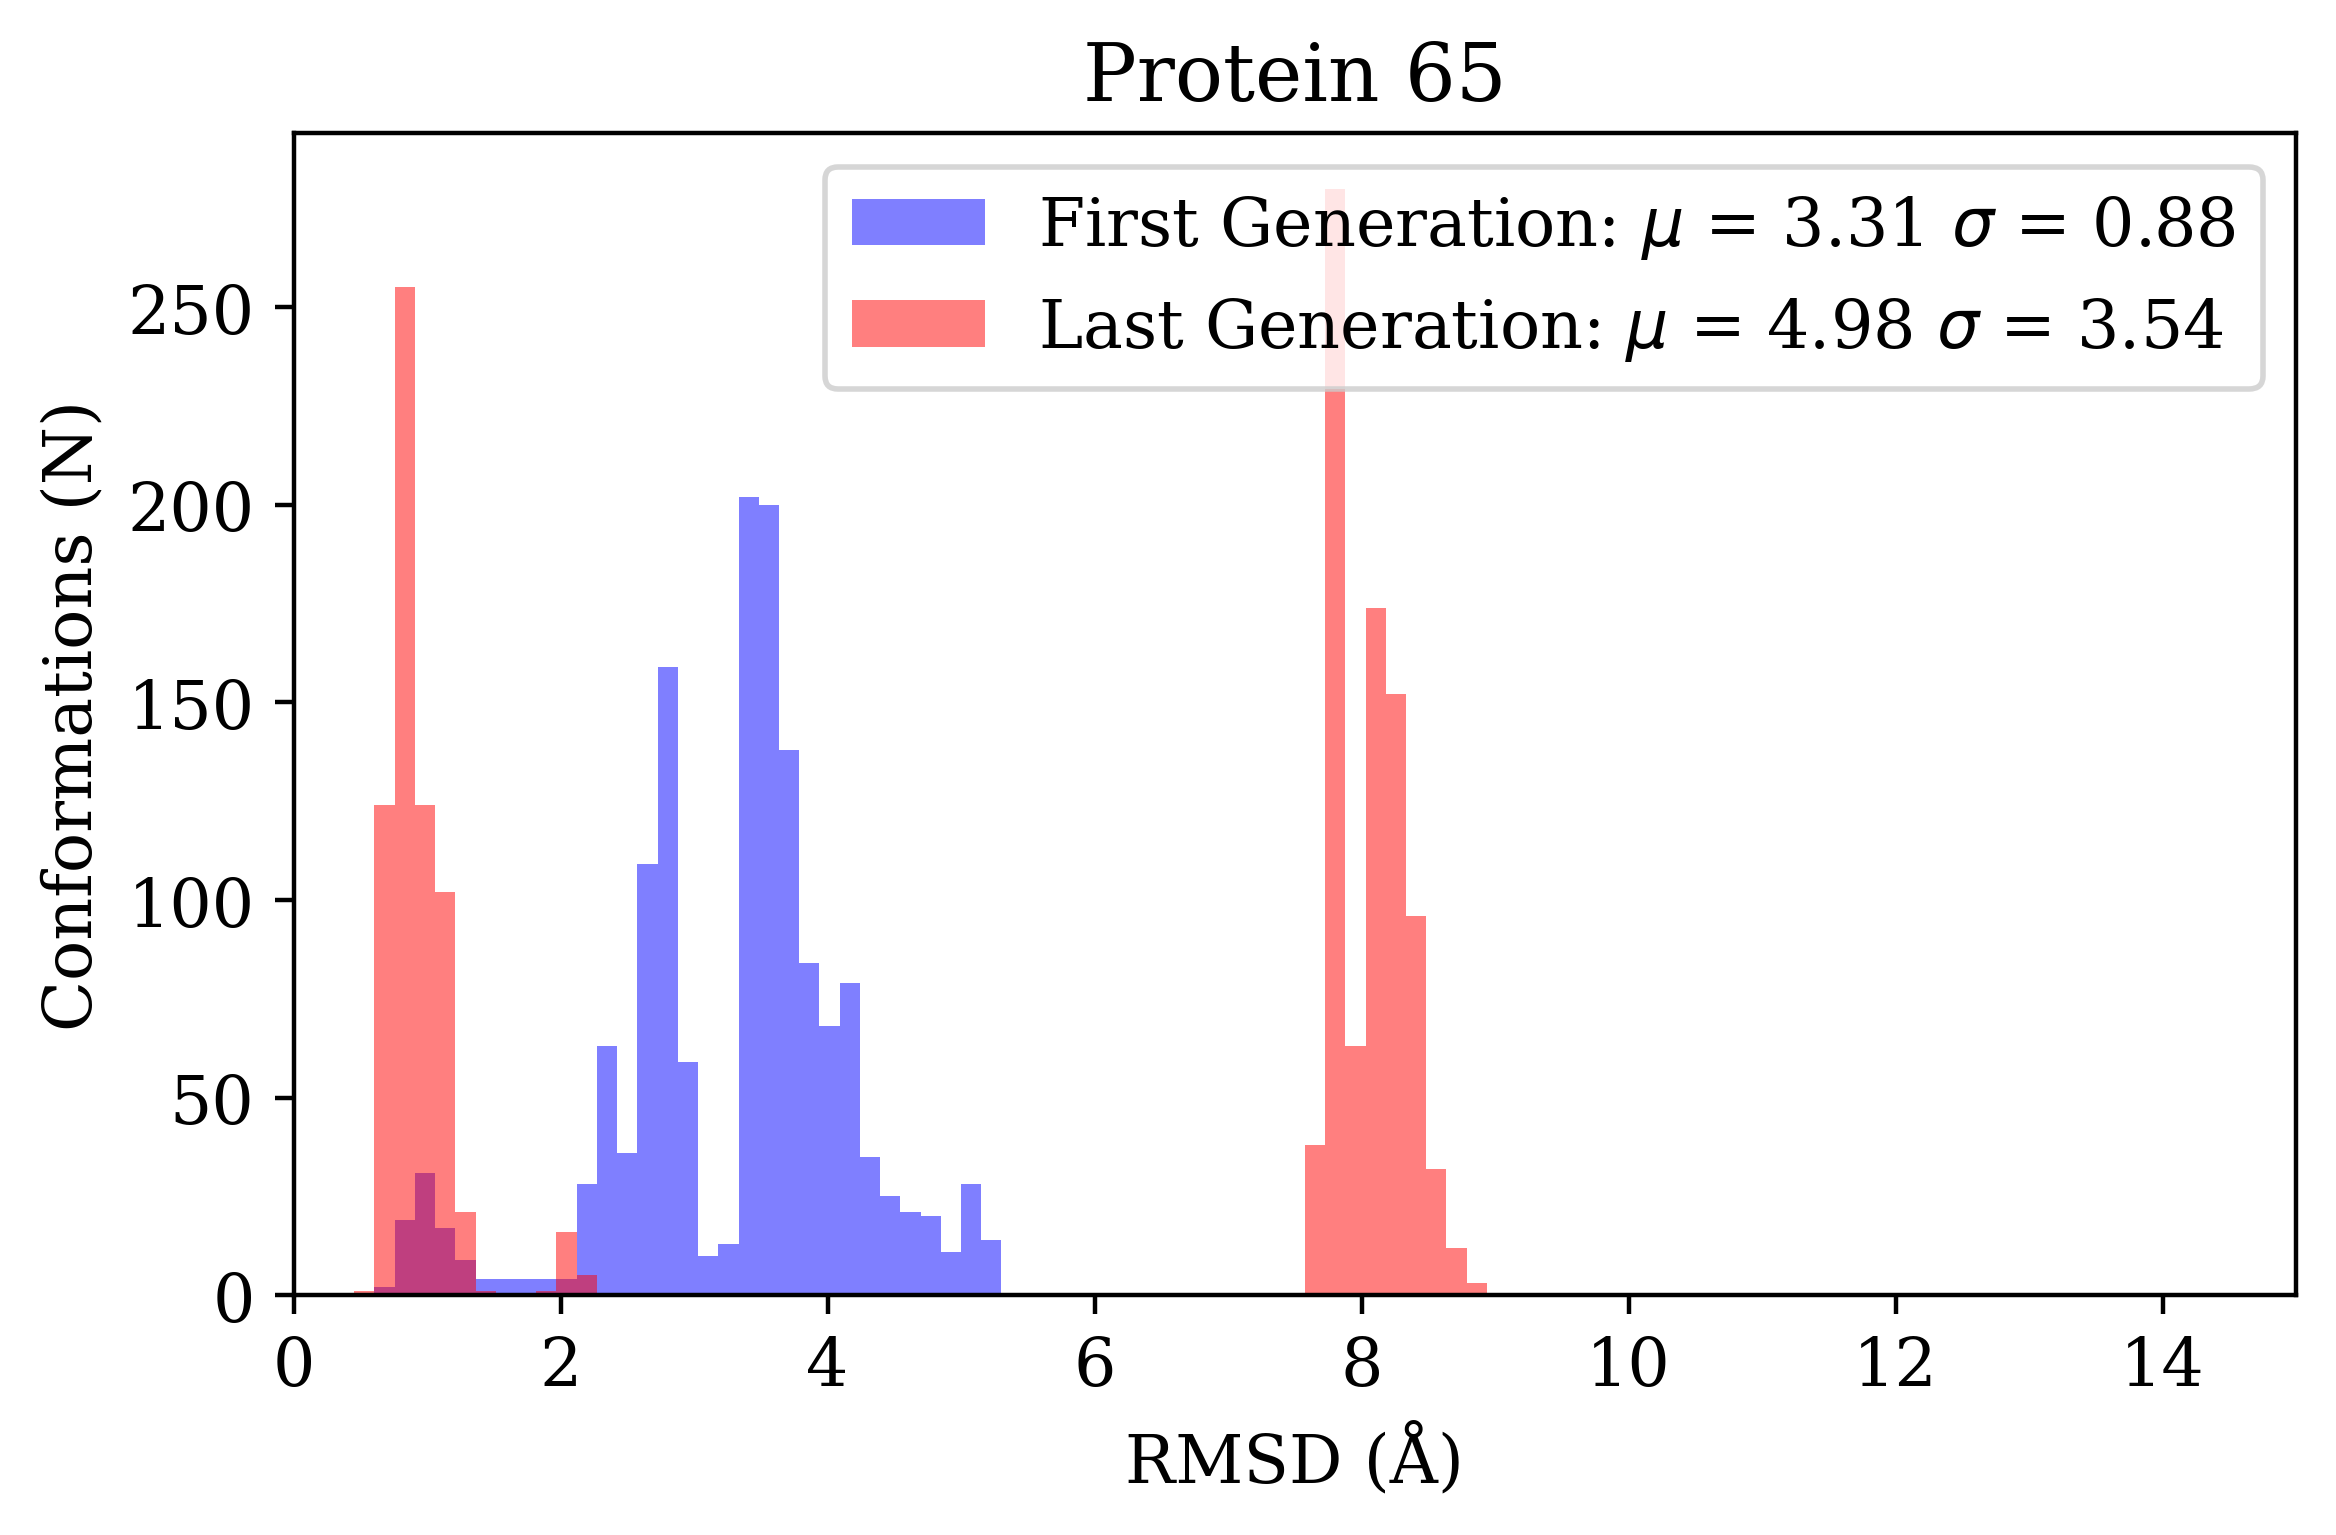 Protein 65
First Generation: μ = 3.31 σ = 0.88
Last Generation: μ = 4.98 σ = 3.54
Conformations (N)
250
200
150
100
50
0
0 2 4 6 8 10 12 14
RMSD (Å)